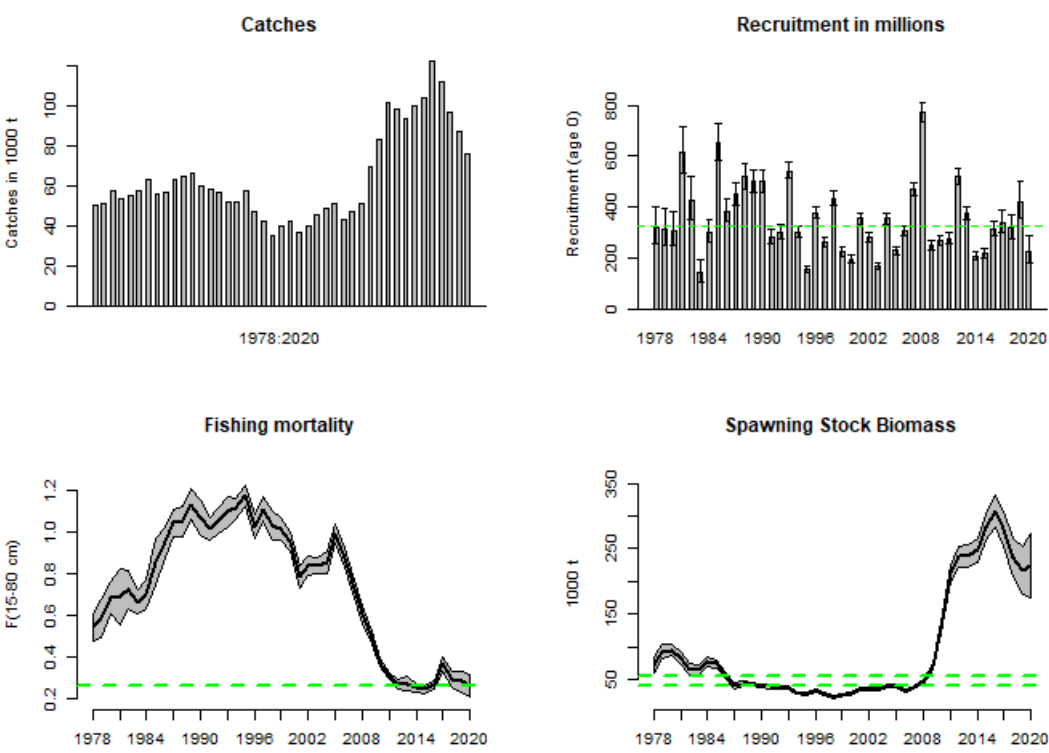 Catches
Catches in 1000 t
0 20 40 60 80 100
1978:2020
Recruitment in millions
Recruitment (age 0)
0 200 400 600 800
1978 1984 1990 1996 2002 2008 2014 2020
Fishing mortality
F(15-80 cm)
0.2 0.4 0.6 0.8 1.0 1.2
1978 1984 1990 1996 2002 2008 2014 2020
Spawning Stock Biomass
1000 t
50 150 250 350
1978 1984 1990 1996 2002 2008 2014 2020